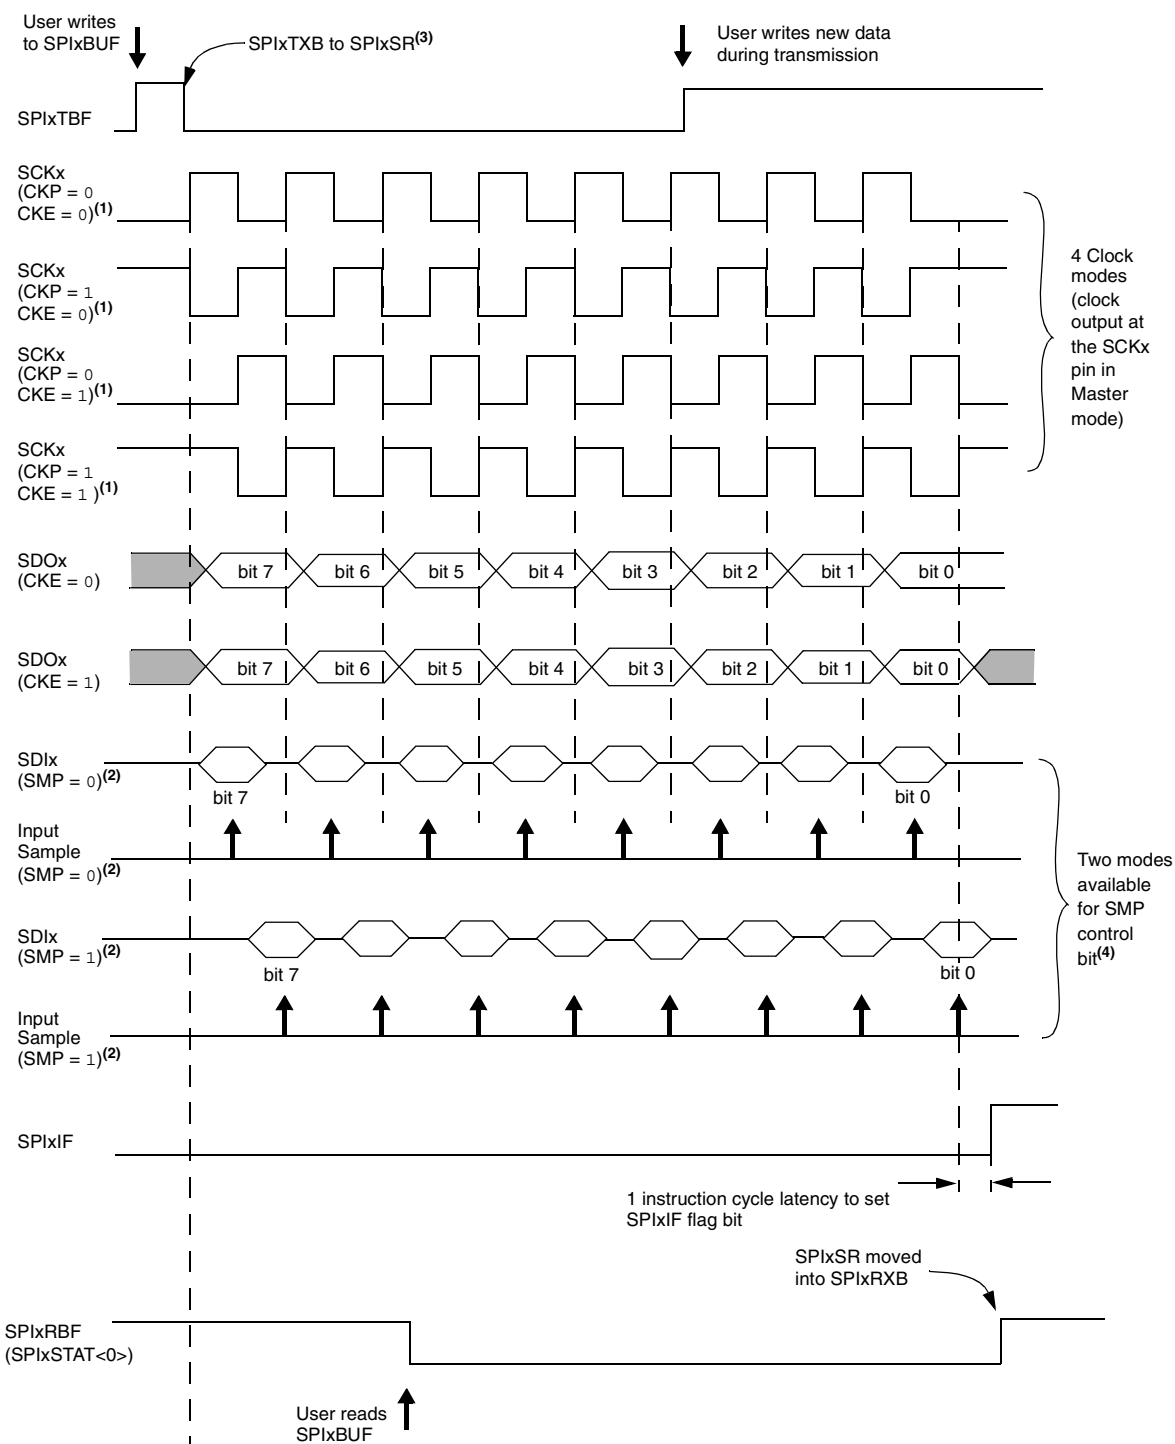 User writes
to SPIxBUF
SPIxTXB to SPIxSR(3)
User writes new data
during transmission
SPIxTBF
SCKx
(CKP = 0
CKE = 0)(1)
SCKx
(CKP = 1
CKE = 0)(1)
SCKx
(CKP = 0
CKE = 1)(1)
SCKx
(CKP = 1
CKE = 1 )(1)
4 Clock
modes
(clock
output at
the SCKx
pin in
Master
mode)
SDOx
(CKE = 0)
bit 7 bit 6 bit 5 bit 4 bit 3 bit 2 bit 1 bit 0
SDOx
(CKE = 1)
bit 7 bit 6 bit 5 bit 4 bit 3 bit 2 bit 1 bit 0
SDIx
(SMP = 0)(2)
bit 7 bit 0
Input
Sample
(SMP = 0)(2)
SDIx
(SMP = 1)(2)
bit 7 bit 0
Input
Sample
(SMP = 1)(2)
Two modes
available
for SMP
control
bit(4)
SPIxIF
1 instruction cycle latency to set
SPIxIF flag bit
SPIxSR moved
into SPIxRXB
SPIxRBF
(SPIxSTAT<0>)
User reads
SPIxBUF